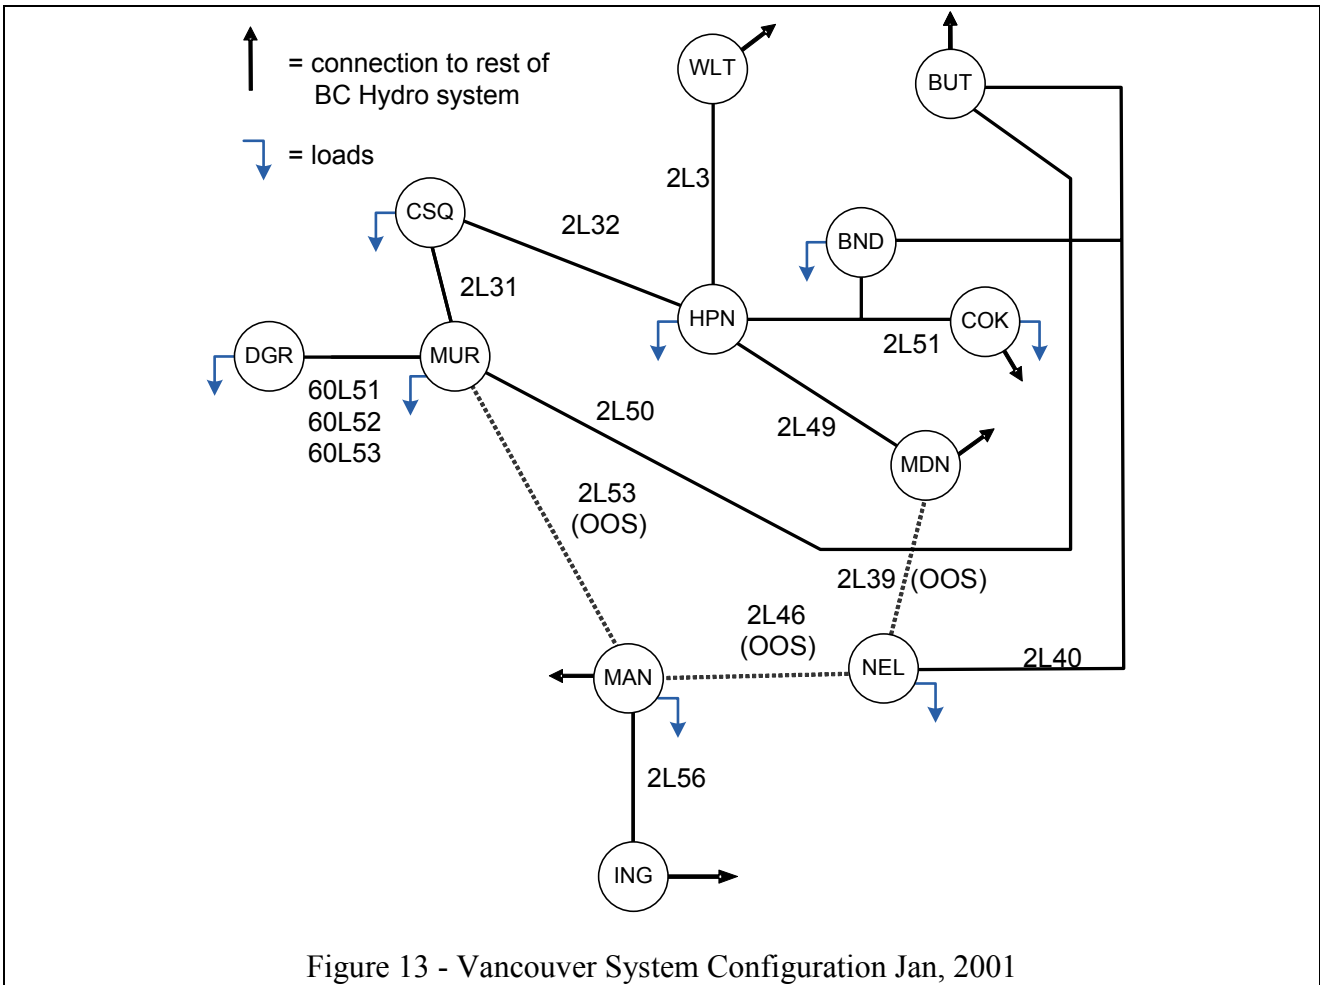 = connection to rest of
BC Hydro system
= loads
WLT
BUT
2L3
CSQ
2L32
BND
2L31
HPN
COK
2L51
DGR
MUR
60L51
60L52
60L53
2L50
2L49
MDN
2L53
(OOS)
2L39 (OOS)
2L46
(OOS)
MAN
NEL
2L40
2L56
ING
Figure 13 - Vancouver System Configuration Jan, 2001